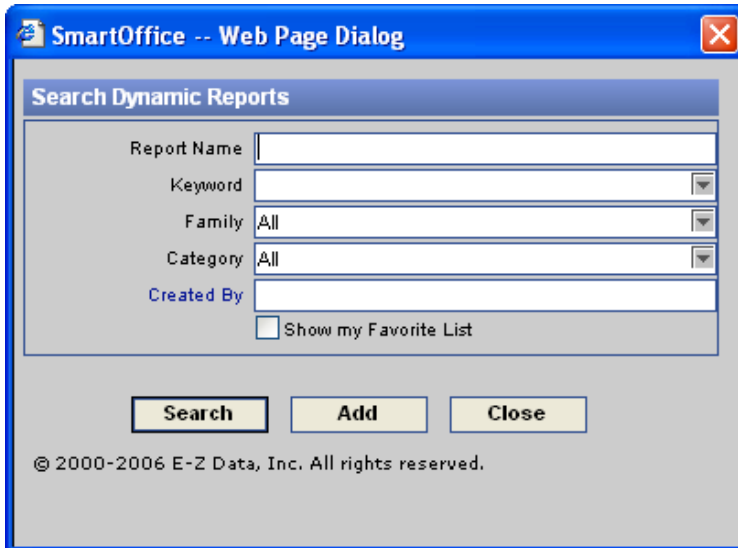 SmartOffice -- Web Page Dialog
Search Dynamic Reports
Report Name
Keyword
Family All
Category All
Created By
Show my Favorite List
Search Add Close
© 2000-2006 E-Z Data, Inc. All rights reserved.